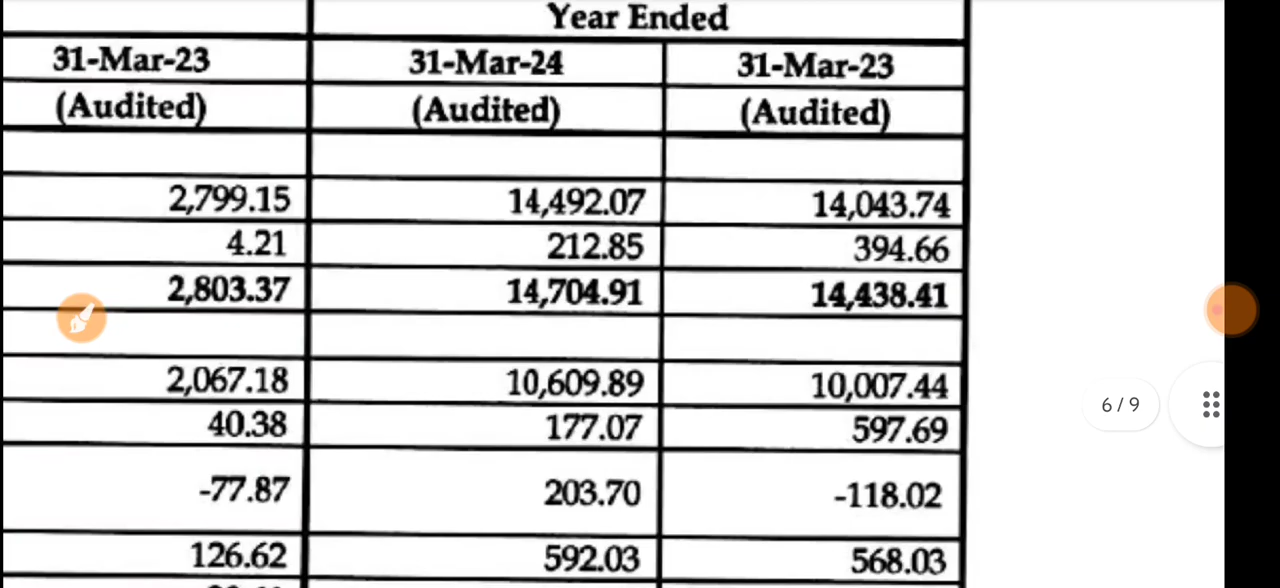 Year Ended
31-Mar-23 31-Mar-24 31-Mar-23
(Audited) (Audited) (Audited)
2,799.15 14,492.07 14,043.74
4.21 212.85 394.66
2,803.37 14,704.91 14,438.41
2,067.18 10,609.89 10,007.44
6/9
40.38 177.07 597.69
-77.87 203.70 -118.02
126.62 592.03 568.03